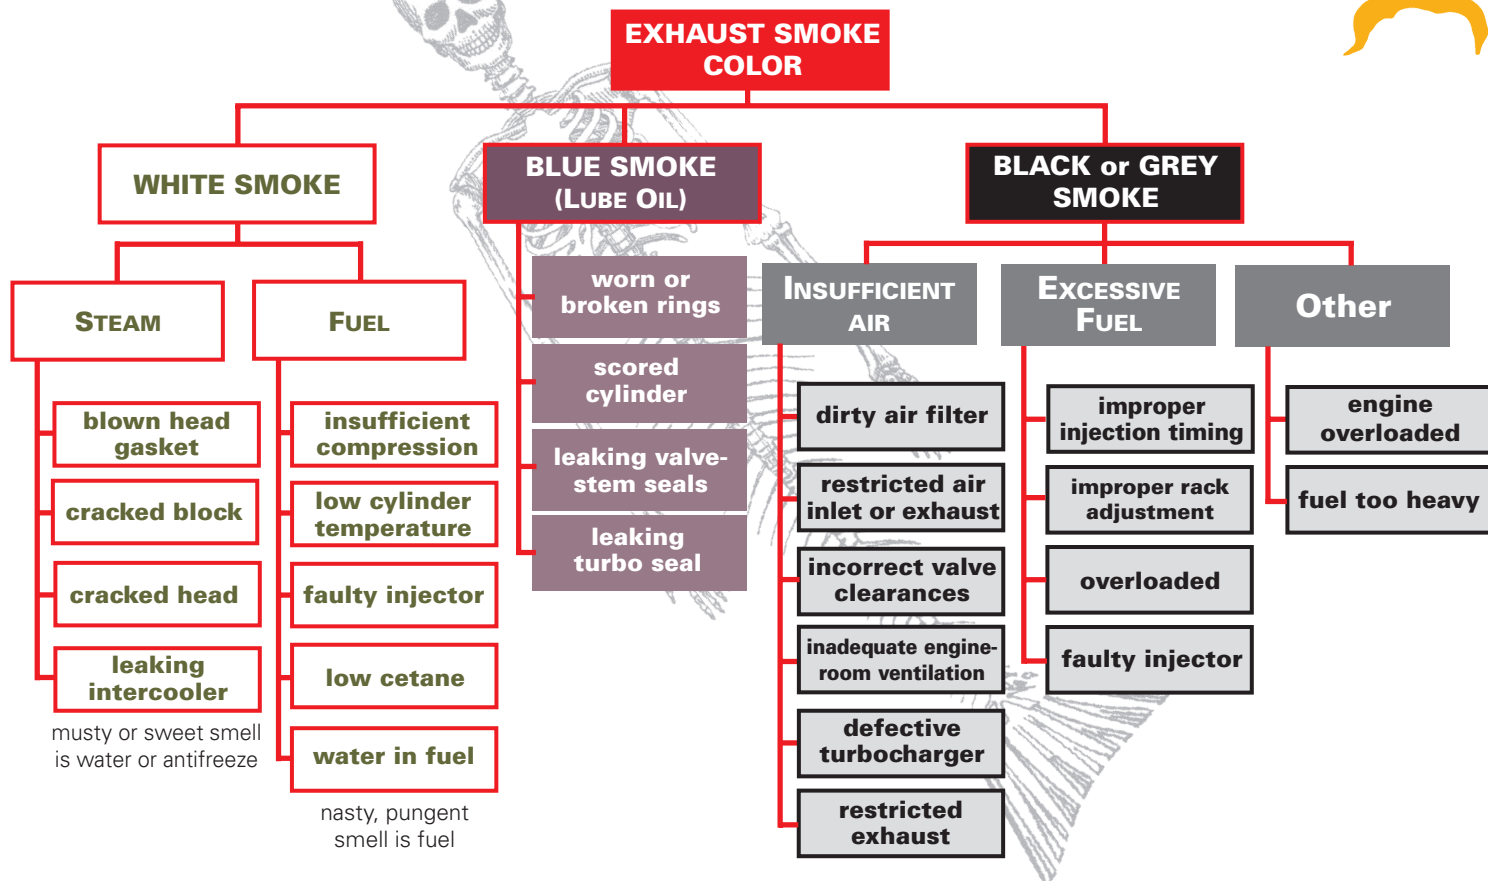 EXHAUST SMOKE
COLOR
WHITE SMOKE
STEAM
blown head
gasket
cracked block
cracked head
leaking
intercooler
musty or sweet smell
is water or antifreeze
FUEL
insufficient
compression
low cylinder
temperature
faulty injector
low cetane
water in fuel
nasty, pungent
smell is fuel
BLUE SMOKE
(LUBE OIL)
worn or
broken rings
scored
cylinder
leaking valve-
stem seals
leaking
turbo seal
BLACK or GREY
SMOKE
INSUFFICIENT
AIR
dirty air filter
restricted air
inlet or exhaust
incorrect valve
clearances
inadequate engine-
room ventilation
defective
turbocharger
restricted
exhaust
EXCESSIVE
FUEL
improper
injection timing
improper rack
adjustment
overloaded
faulty injector
Other
engine
overloaded
fuel too heavy